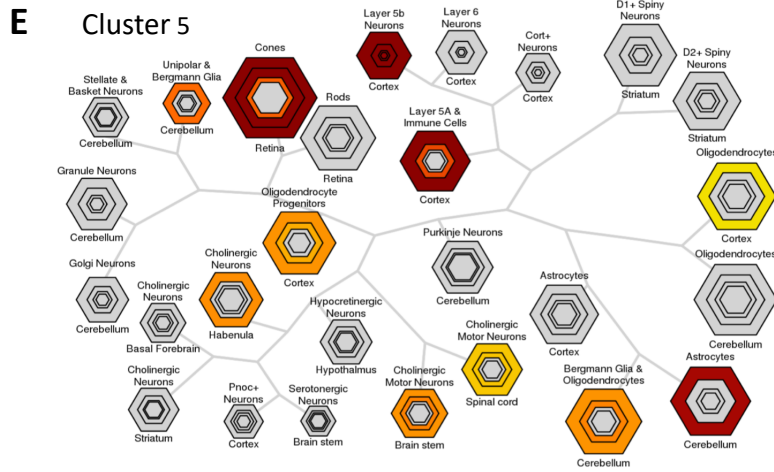 E Cluster 5
Layer 5b
Neurons
Cortex
Layer 6
Neurons
Cortex
Cort+
Neurons
Cortex
D1+ Spiny
Neurons
Striatum
D2+ Spiny
Neurons
Striatum
Stellate &
Basket Neurons
Cerebellum
Unipolar &
Bergmann Glia
Cerebellum
Cones
Retina
Rods
Retina
Layer 5A &
Immune Cells
Cortex
Granule Neurons
Cerebellum
Oligodendrocyte
Progenitors
Cortex
Oligodendrocytes
Cortex
Golgi Neurons
Cerebellum
Cholinergic
Neurons
Basal Forebrain
Cholinergic
Neurons
Habenula
Purkinje Neurons
Cerebellum
Astrocytes
Cortex
Oligodendrocytes
Cerebellum
Hypocretinergic
Neurons
Hypothalmus
Cholinergic
Motor Neurons
Spinal cord
Cholinergic
Neurons
Striatum
Pnoc+
Neurons
Cortex
Serotonergic
Neurons
Brain stem
Cholinergic
Motor Neurons
Brain stem
Bergmann Glia &
Oligodendrocytes
Cerebellum
Astrocytes
Cerebellum